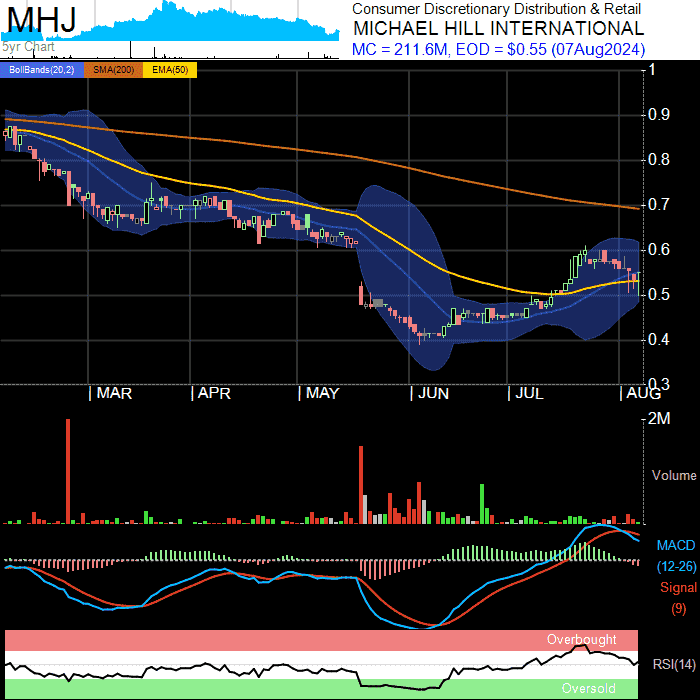 MHJ
5yr Chart
Consumer Discretionary Distribution & Retail
MICHAEL HILL INTERNATIONAL
MC = 211.6M, EOD = $0.55 (07Aug2024)
BollBands(20,2) SMA(200) EMA(50)
1
0.9
0.8
0.7
0.6
0.5
0.4
0.3
MAR APR MAY JUN JUL AUG
2M
Volume
MACD
(12-26)
Signal
(9)
Overbought
RSI(14)
Oversold